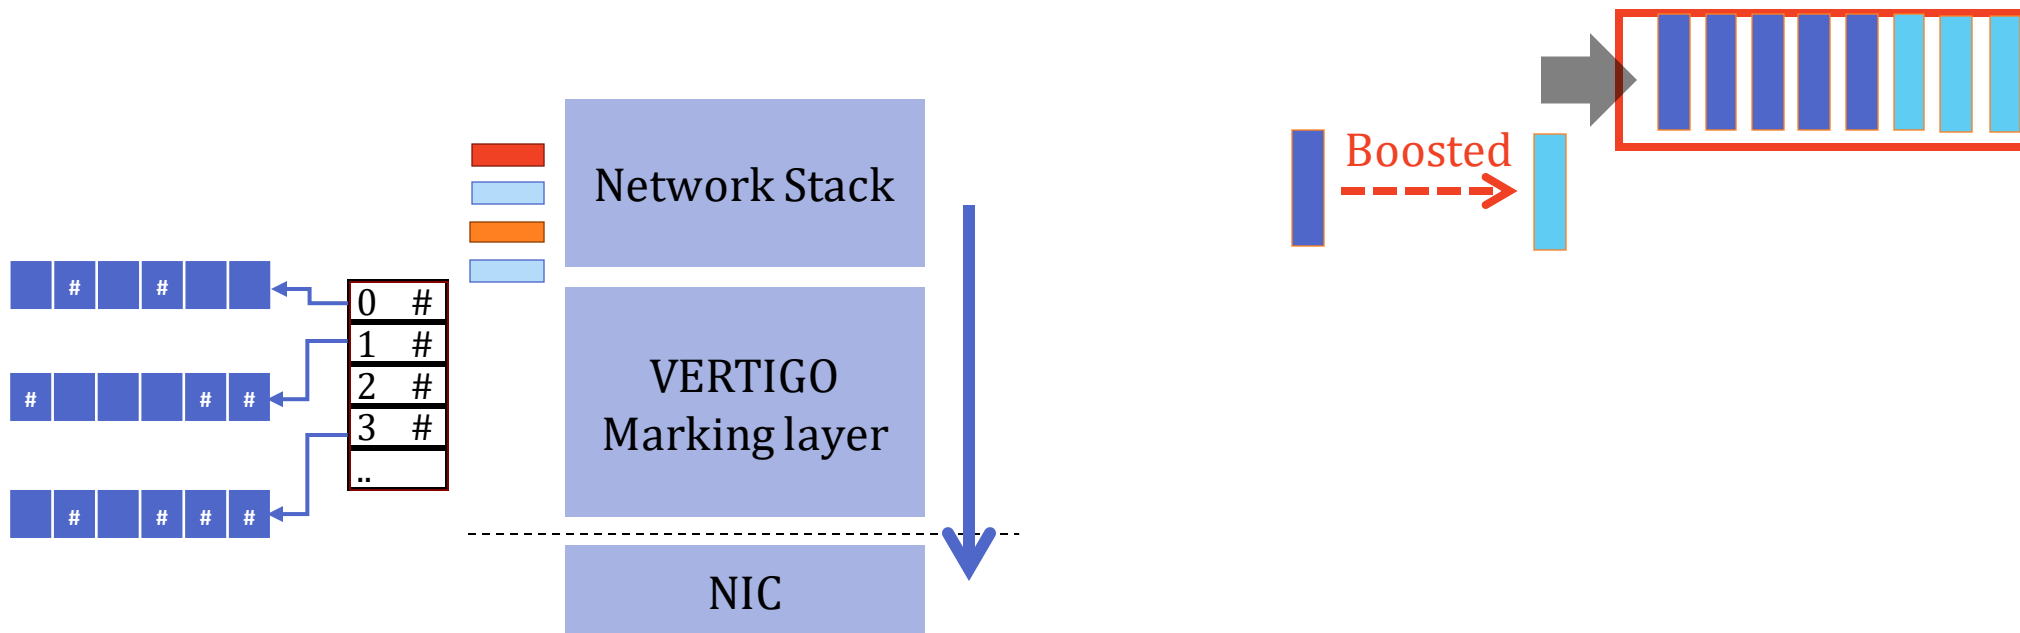 Boosted
Network Stack
# #
0 #
1 #
2 #
3 #
..
# # #
# # # #
VERTIGO
Marking layer
NIC